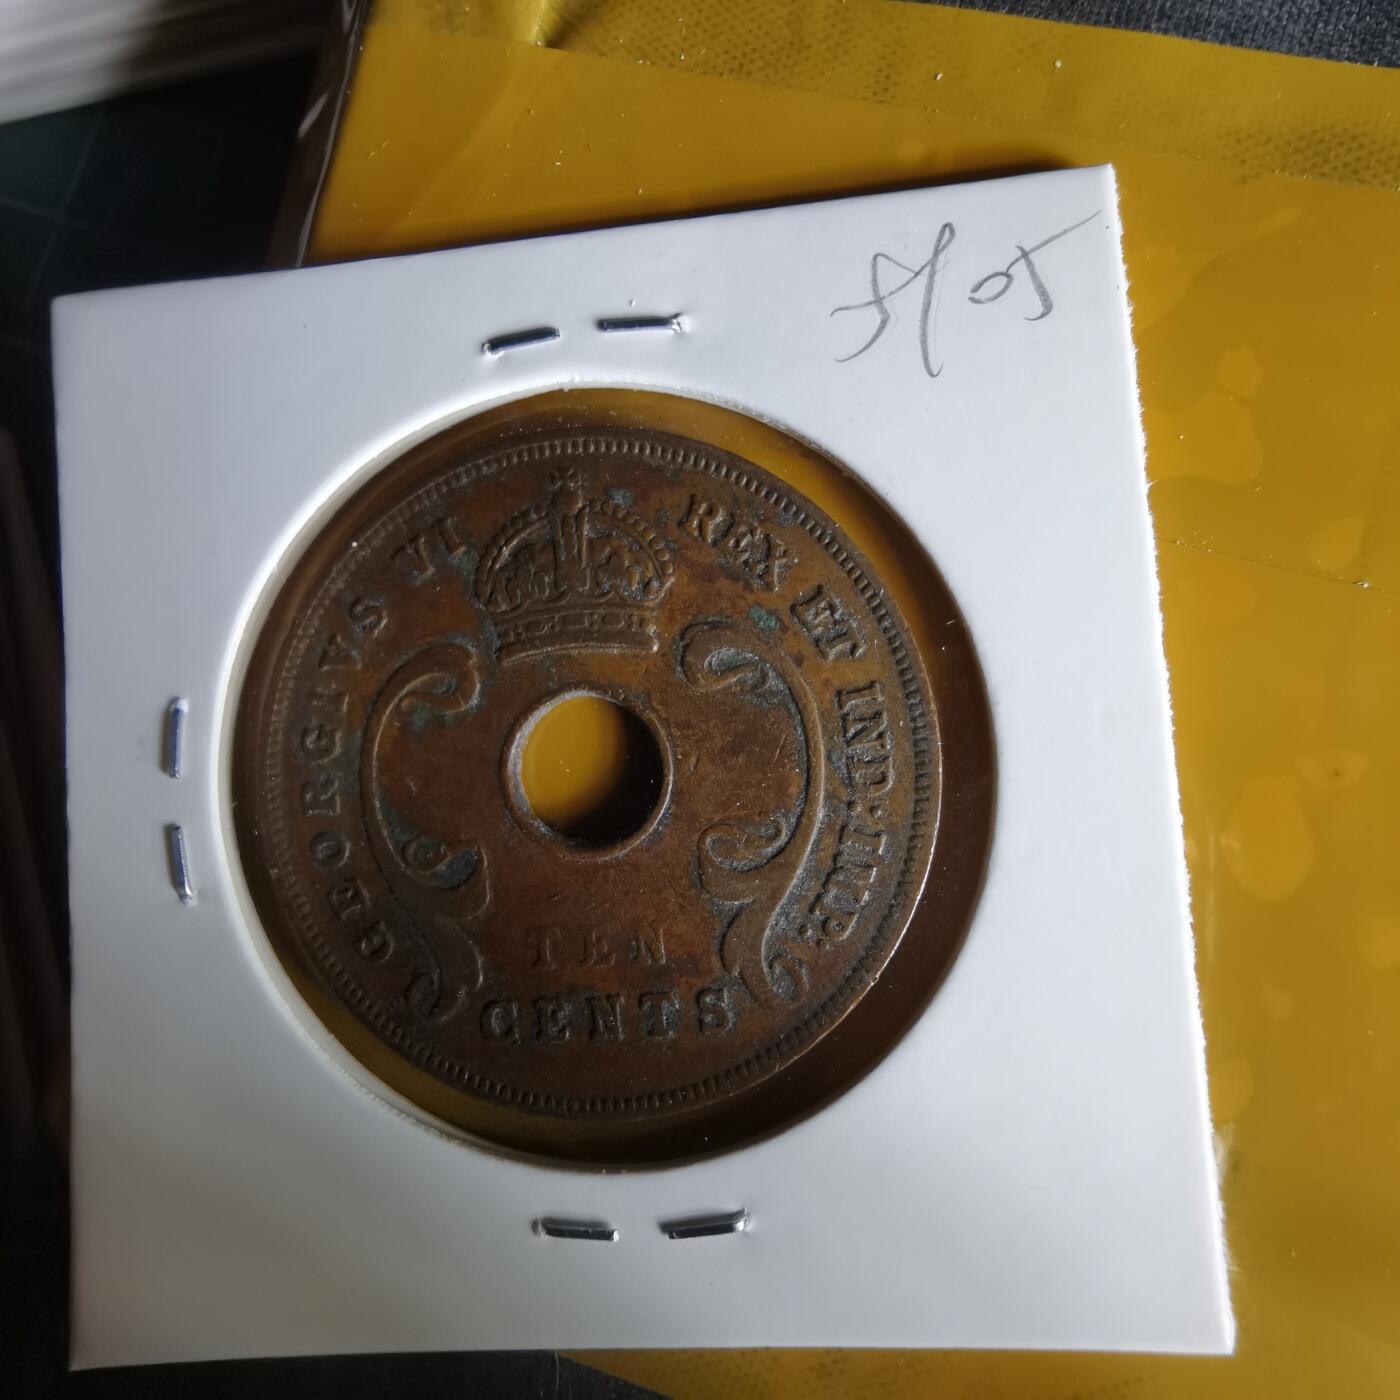 GEORGIVS VI REX ET IND:IMP:
TEN
CENTS